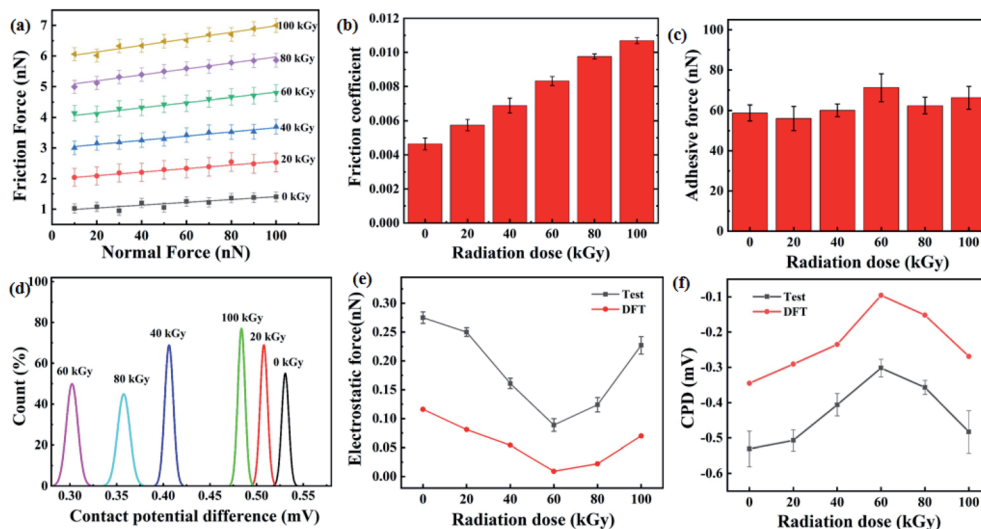 (a)
Friction Force (nN)
7
6
5
4
3
2
1
100 kGy
80 kGy
60 kGy
40 kGy
20 kGy
0 kGy
0 20 40 60 80 100
Normal Force (nN)
(b)
Friction coefficient
0.012
0.010
0.008
0.006
0.004
0.002
0.000
0 20 40 60 80 100
Radiation dose (kGy)
(c)
Adhesive force (nN)
100
80
60
40
20
0
0 20 40 60 80 100
Radiation dose (kGy)
(d)
Count (%)
100
80
60
40
20
0
60 kGy
80 kGy
40 kGy
100 kGy
20 kGy
0 kGy
0.30 0.35 0.40 0.45 0.50 0.55
Contact potential difference (mV)
(e)
Electrostatic force(nN)
0.30
0.25
0.20
0.15
0.10
0.05
0.00
Test
DFT
0 20 40 60 80 100
Radiation dose (kGy)
(f)
CPD (mV)
-0.1
-0.2
-0.3
-0.4
-0.5
-0.6
Test
DFT
0 20 40 60 80 100
Radiation dose (kGy)